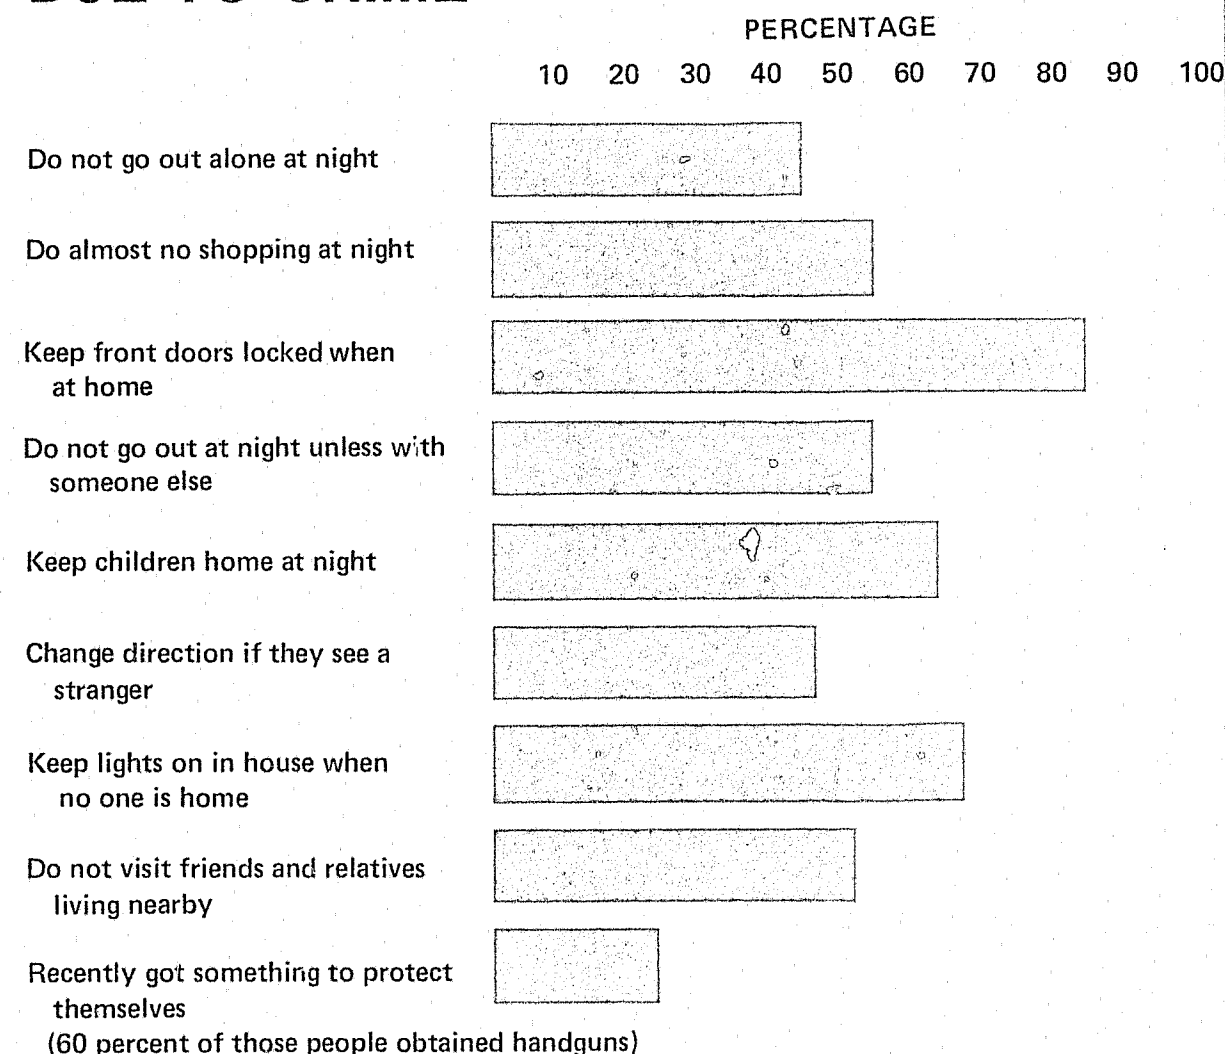 PERCENTAGE
10 20 30 40 50 60 70 80 90 100
Do not go out alone at night
Do almost no shopping at night
Keep front doors locked when
at home
Do not go out at night unless with
someone else
Keep children home at night
Change direction if they see a
stranger
Keep lights on in house when
no one is home
Do not visit friends and relatives
living nearby
Recently got something to protect
themselves
(60 percent of those people obtained handguns)